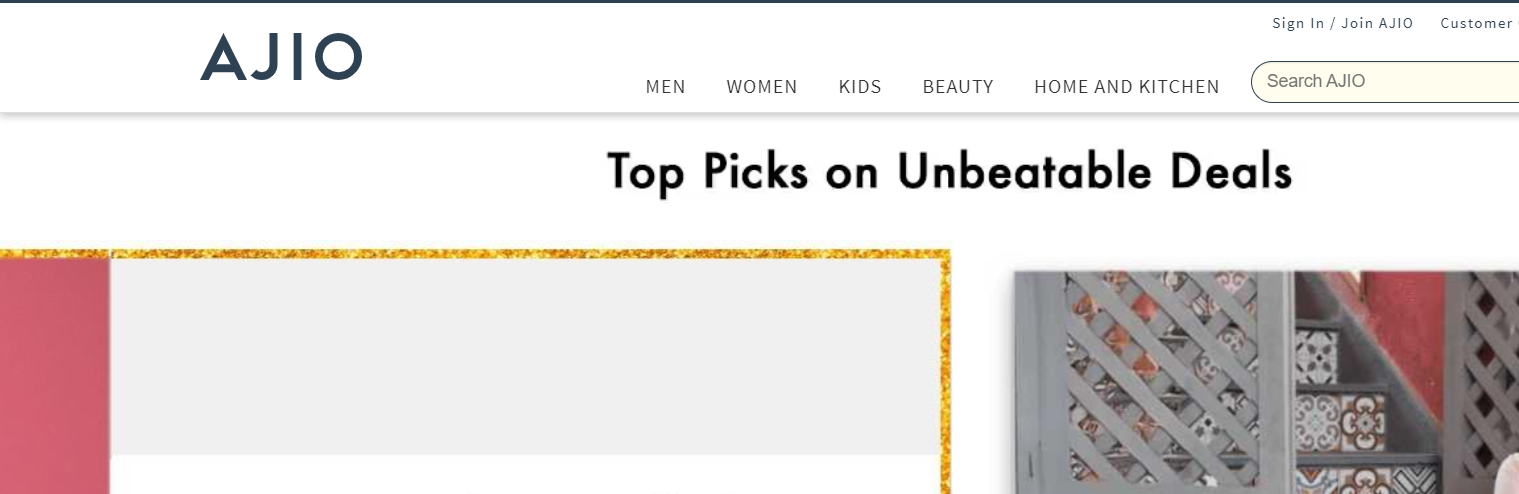 Sign In / Join AJIO Customer
AJIO
MEN WOMEN KIDS BEAUTY HOME AND KITCHEN Search AJIO
Top Picks on Unbeatable Deals